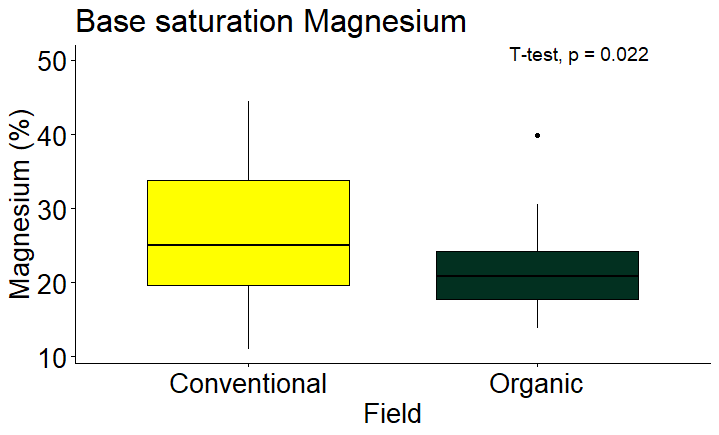 Base saturation Magnesium
T-test, p = 0.022
Magnesium (%)
50
40
30
20
10
Conventional
Organic
Field